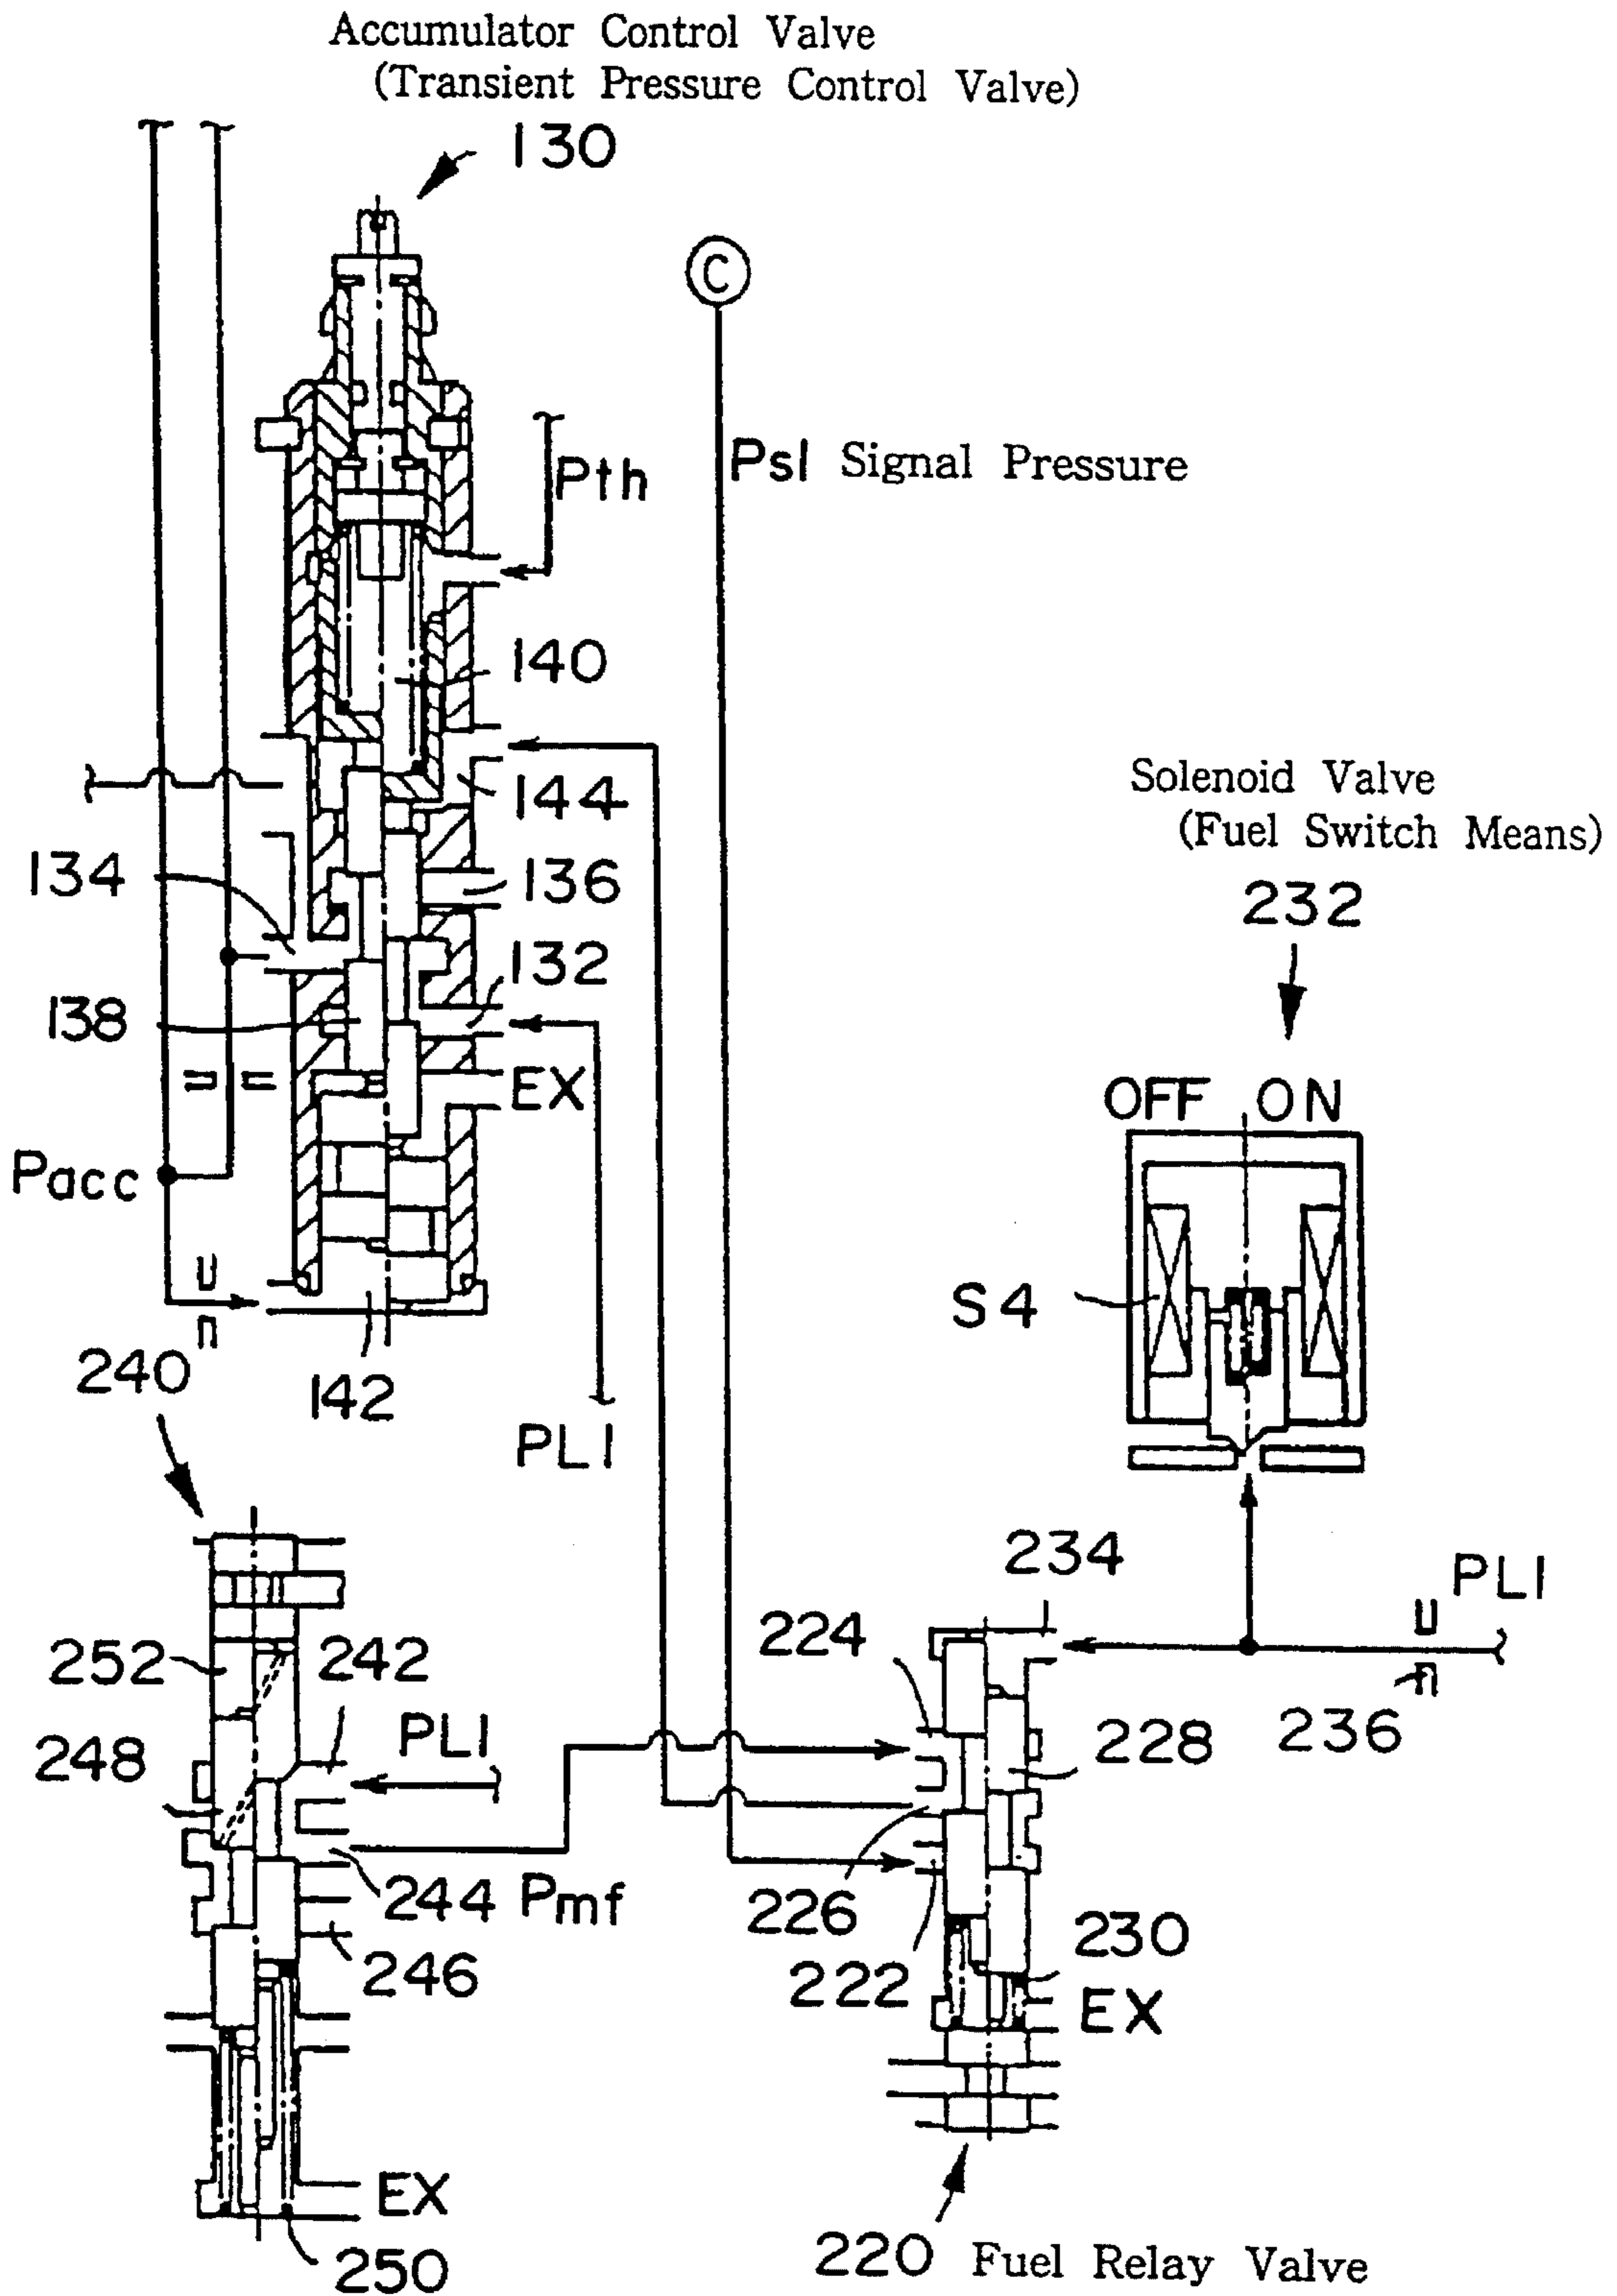 Accumulator Control Valve
(Transient Pressure Control Valve)
130
C
Pth
Psl Signal Pressure
140
144
Solenoid Valve
(Fuel Switch Means)
134
136
232
132
138
EX
OFF ON
Pacc
S4
240
142
PL1
234
PL1
224
252
242
PL1
228
236
248
244 Pmf
226
246
230
222
EX
EX
250
220 Fuel Relay Valve